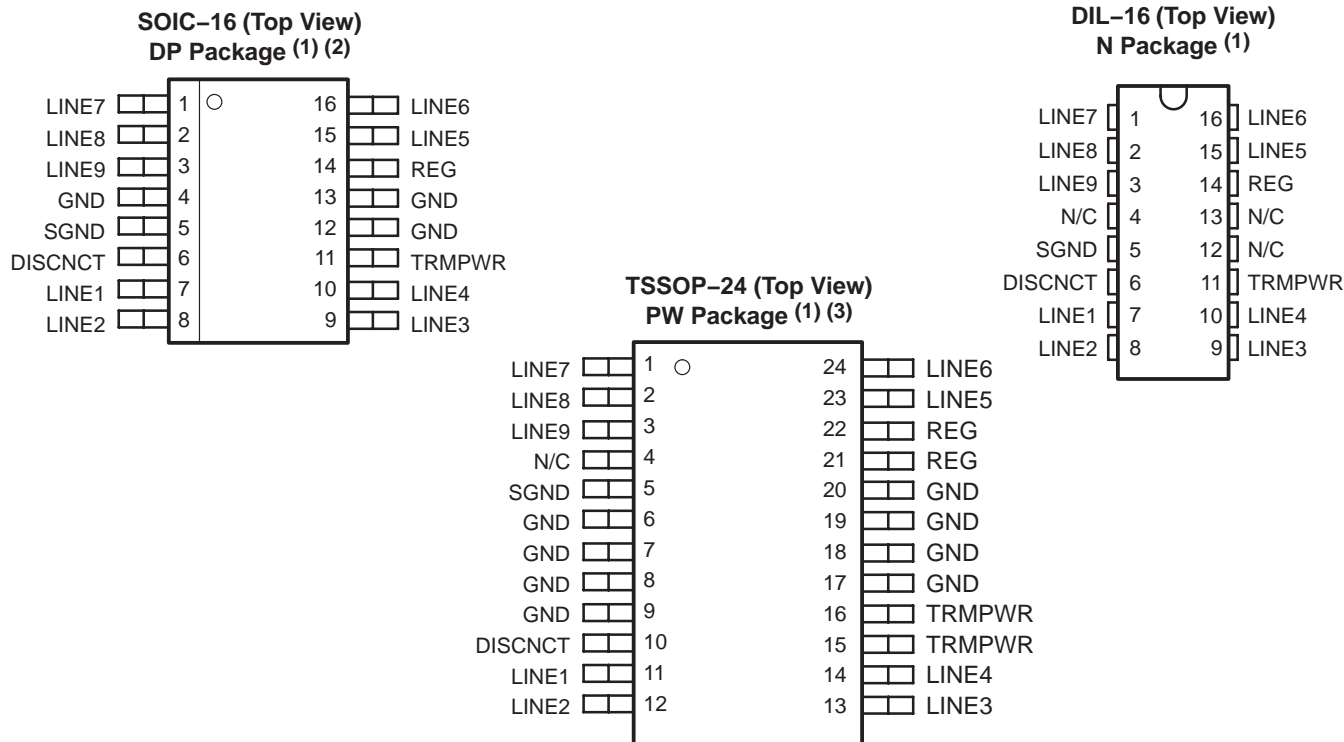 SOIC–16 (Top View)
DP Package (1) (2)
LINE7 1 16 LINE6
LINE8 2 15 LINE5
LINE9 3 14 REG
GND 4 13 GND
SGND 5 12 GND
DISCNCT 6 11 TRMPWR
LINE1 7 10 LINE4
LINE2 8 9 LINE3
DIL–16 (Top View)
N Package (1)
LINE7 1 16 LINE6
LINE8 2 15 LINE5
LINE9 3 14 REG
N/C 4 13 N/C
SGND 5 12 N/C
DISCNCT 6 11 TRMPWR
LINE1 7 10 LINE4
LINE2 8 9 LINE3
TSSOP–24 (Top View)
PW Package (1) (3)
LINE7 1 24 LINE6
LINE8 2 23 LINE5
LINE9 3 22 REG
N/C 4 21 REG
SGND 5 20 GND
GND 6 19 GND
GND 7 18 GND
GND 8 17 GND
GND 9 16 TRMPWR
DISCNCT 10 15 TRMPWR
LINE1 11 14 LINE4
LINE2 12 13 LINE3